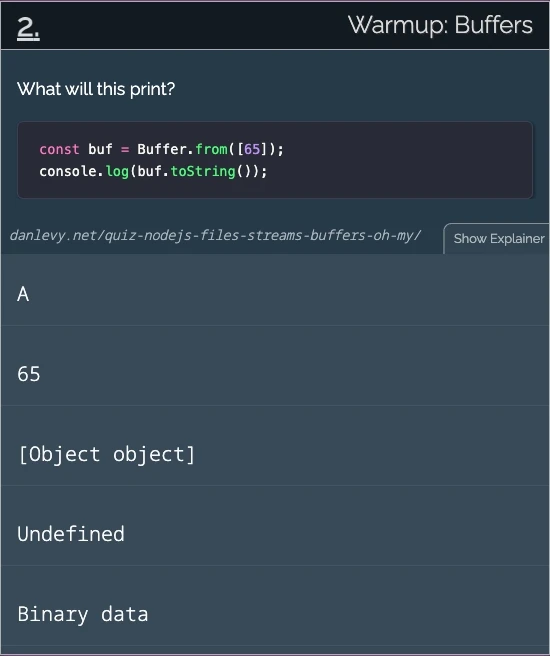 2.
Warmup: Buffers
What will this print?
const buf = Buffer.from([65]);
console.log(buf.toString());
danlevy.net/quiz-nodejs-files-streams-buffers-oh-my/
Show Explainer
A
65
[Object object]
Undefined
Binary data